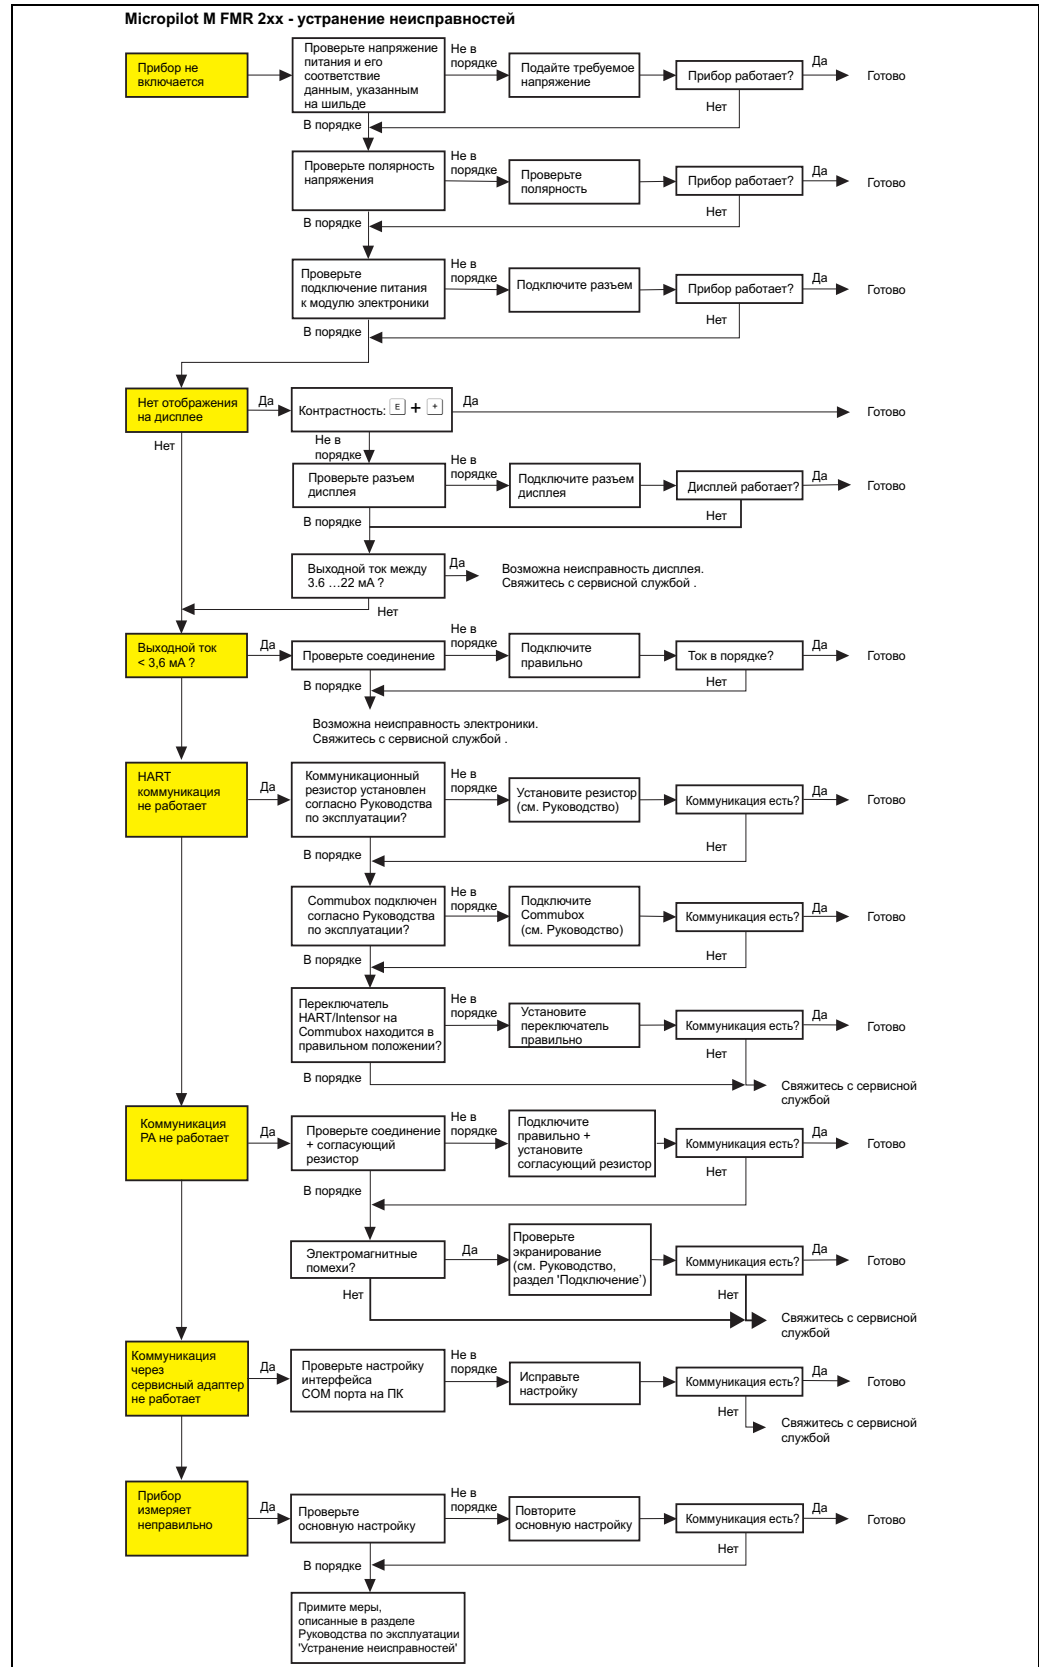 Micropilot M FMR 2xx - устранение неисправностей
Прибор не
включается
Проверьте напряжение
питания и его
соответствие
данным, указанным
на шильде
Не в
порядке
Подайте требуемое
напряжение
Прибор работает?
Да
Готово
Нет
В порядке
Проверьте полярность
напряжения
Не в
порядке
Проверьте
полярность
Прибор работает?
Да
Готово
Нет
В порядке
Проверьте
подключение питания
к модулю электроники
Не в
порядке
Подключите разъем
Прибор работает?
Да
Готово
Нет
В порядке
Нет отображения
на дисплее
Да
Контрастность: E + +
Да
Готово
Нет
Не в
порядке
Проверьте разъем
дисплея
Не в
порядке
Подключите разъем
дисплея
Дисплей работает?
Да
Готово
Нет
В порядке
Выходной ток между
3.6 ...22 мА ?
Да
Возможна неисправность дисплея.
Свяжитесь с сервисной службой .
Нет
Выходной ток
< 3,6 мА ?
Да
Проверьте соединение
Не в
порядке
Подключите
правильно
Ток в порядке?
Да
Готово
Нет
В порядке
Возможна неисправность электроники.
Свяжитесь с сервисной службой .
HART
коммуникация
не работает
Да
Коммуникационный
резистор установлен
согласно Руководства
по эксплуатации?
Не в
порядке
Установите резистор
(см. Руководство)
Коммуникация есть?
Да
Готово
Нет
В порядке
Commubox подключен
согласно Руководства
по эксплуатации?
Не в
порядке
Подключите
Commubox
(см. Руководство)
Коммуникация есть?
Да
Готово
Нет
В порядке
Переключатель
HART/Intensor на
Commubox находится в
правильном положении?
Не в
порядке
Установите
переключатель
правильно
Коммуникация есть?
Да
Готово
Нет
В порядке
Свяжитесь с сервисной
службой
Коммуникация
PA не работает
Да
Проверьте соединение
+ согласующий
резистор
Не в
порядке
Подключите
правильно +
установите
согласующий резистор
Коммуникация есть?
Да
Готово
Нет
В порядке
Электромагнитные
помехи?
Да
Проверьте
экранирование
(см. Руководство,
раздел 'Подключение')
Коммуникация есть?
Да
Готово
Нет
Нет
Свяжитесь с сервисной
службой
Коммуникация
через
сервисный адаптер
не работает
Да
Проверьте настройку
интерфейса
COM порта на ПК
Не в
порядке
Исправьте
настройку
Коммуникация есть?
Да
Готово
Нет
Свяжитесь с сервисной
службой
Прибор
измеряет
неправильно
Да
Проверьте
основную настройку
Не в
порядке
Повторите
основную настройку
Коммуникация есть?
Да
Готово
Нет
В порядке
Примите меры,
описанные в разделе
Руководства по эксплуатации
'Устранение неисправностей'